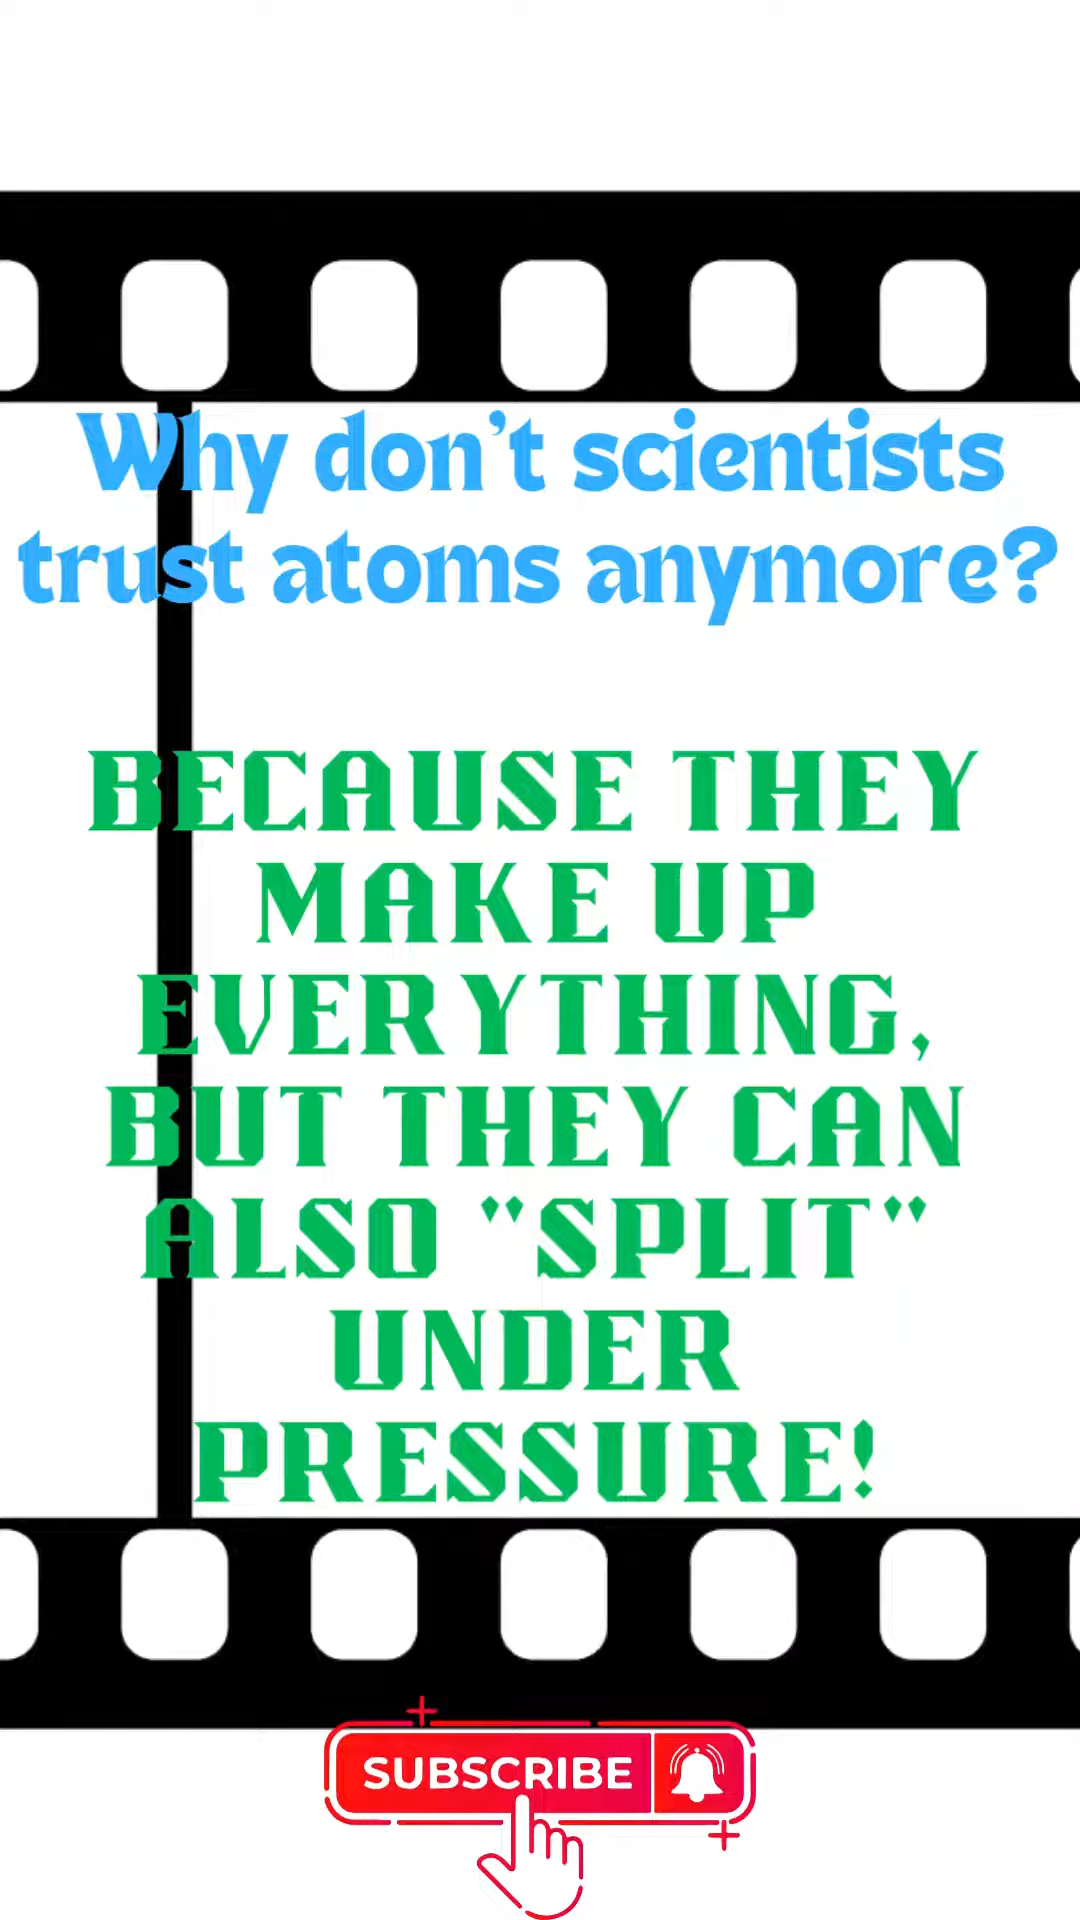 Why don't scientists
trust atoms anymore?
BECAUSE THEY
MAKE UP
EVERYTHING,
BUT THEY CAN
ALSO "SPLIT"
UNDER
PRESSURE!
SUBSCRIBE